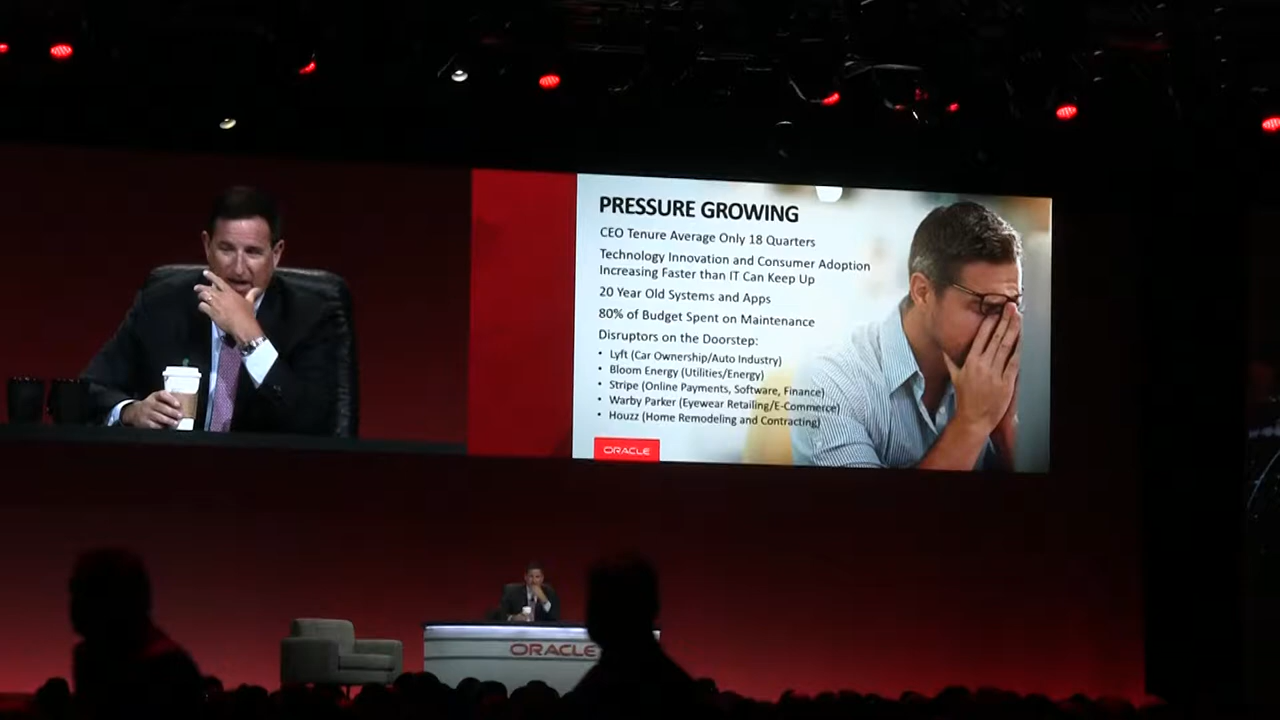 PRESSURE GROWING
CEO Tenure Average Only 18 Quarters
Technology Innovation and Consumer Adoption
Increasing Faster than IT Can Keep Up
20 Year Old Systems and Apps
80% of Budget Spent on Maintenance
Disruptors on the Doorstep:
• Lyft (Car Ownership/Auto Industry)
• Bloom Energy (Utilities/Energy)
• Stripe (Online Payments, Software, Finance)
• Warby Parker (Eyewear Retailing/E-Commerce)
• Houzz (Home Remodeling and Contracting)
ORACLE
ORACLE